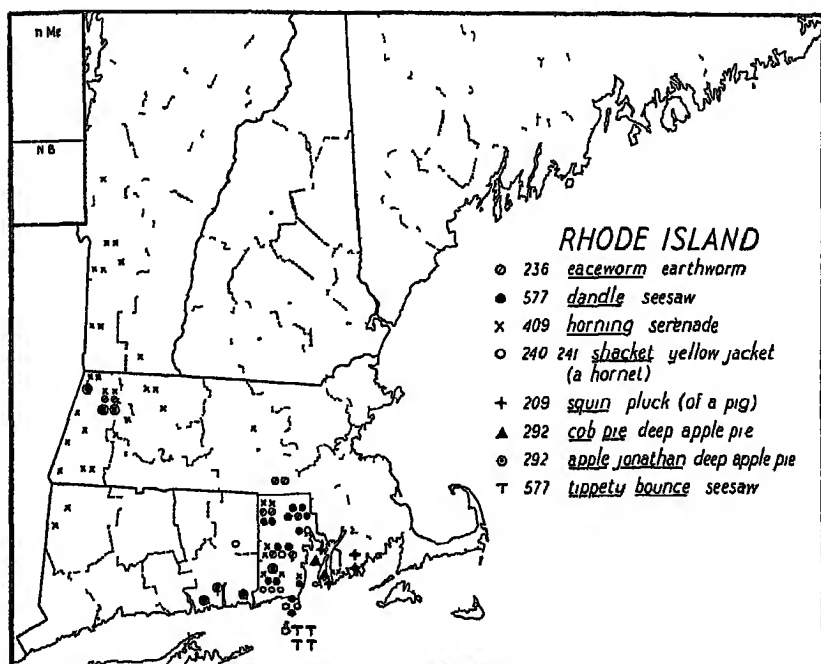 n Me
N B
RHODE ISLAND
236 eaceworm earthworm
577 dandle seesaw
409 horning serenade
240 241 shacket yellow jacket
(a hornet)
209 squin pluck (of a pig)
292 cob pie deep apple pie
292 apple jonathan deep apple pie
577 tippety bounce seesaw